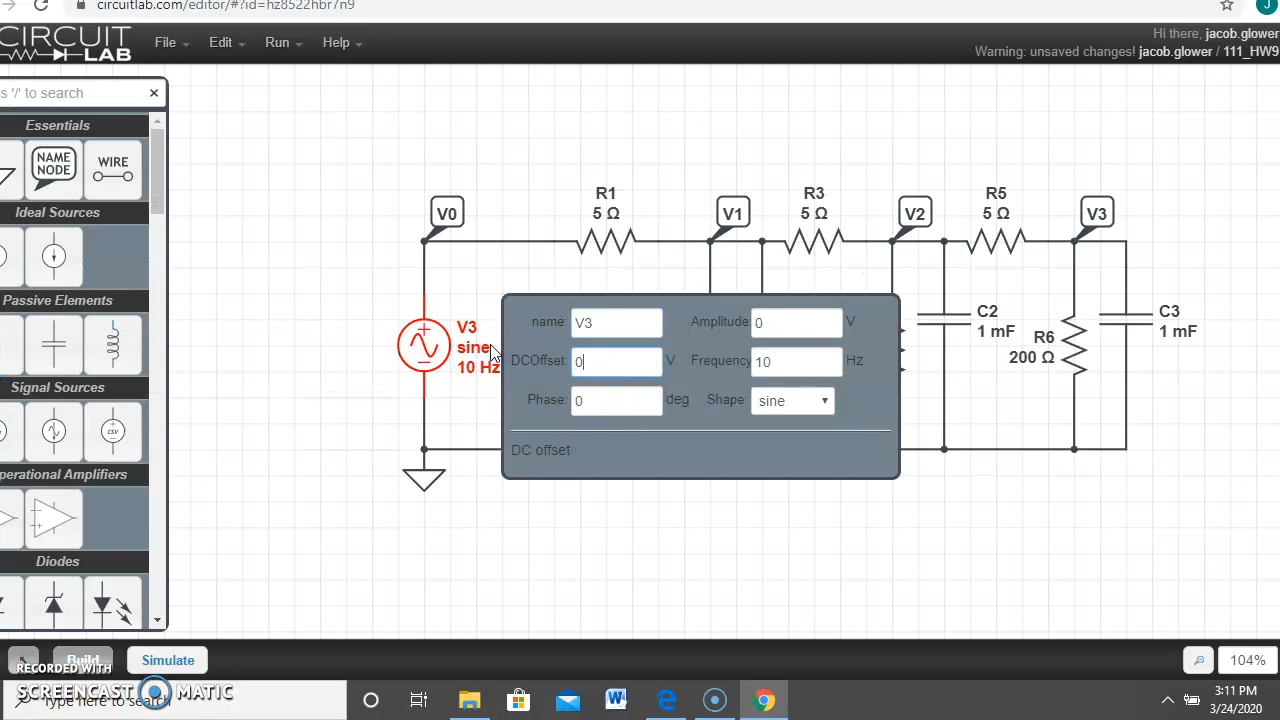 circuitlab.com/editor/#?id=hz8522hbr7n9
J
CIRCUIT
LAB
File
Edit
Run
Help
Hi there, jacob.glower
Warning: unsaved changes! jacob.glower / 111_HW9
s '/' to search
×
Essentials
NAME
NODE
WIRE
Ideal Sources
Passive Elements
Signal Sources
CSV
perational Amplifiers
Diodes
V0
R1
5 Ω
V1
R3
5 Ω
V2
R5
5 Ω
V3
V3
sine
10 Hz
name: V3
Amplitude: 0 V
DCOffset: 0 V
Frequency 10 Hz
Phase: 0 deg
Shape: sine
DC offset
C2
1 mF
R6
200 Ω
C3
1 mF
Build
Simulate
104%
RECORDED WITH
SCREENCAST MATIC
Type here to search
3:11 PM
3/24/2020